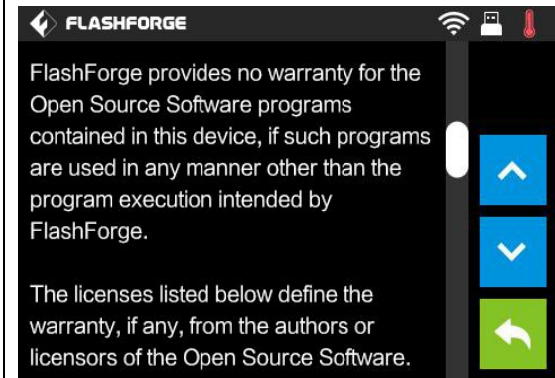 FLASHFORGE
FlashForge provides no warranty for the
Open Source Software programs
contained in this device, if such programs
are used in any manner other than the
program execution intended by
FlashForge.
The licenses listed below define the
warranty, if any, from the authors or
licensors of the Open Source Software.